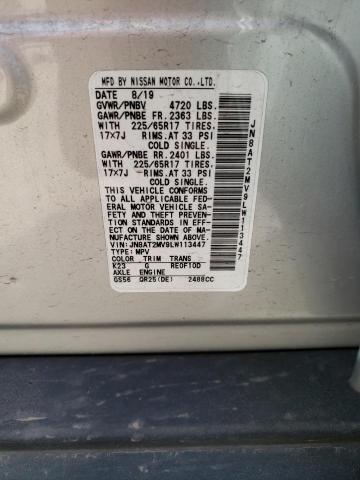 MFD BY NISSAN MOTOR CO.,LTD.
DATE 8/19
GVWR/PNBV 4720 LBS.
GAWR/PNBE FR. 2363 LBS.
WITH 225/65R17 TIRES.
17×7J RIMS.AT 33 PSI
COLD SINGLE.
GAWR/PNBE RR. 2401 LBS.
WITH 225/65R17 TIRES.
17×7J RIMS.AT 33 PSI
COLD SINGLE.
THIS VEHICLE CONFORMS
TO ALL APPLICABLE FED-
ERAL MOTOR VEHICLE SA-
FETY AND THEFT PREVEN-
TION STANDARDS IN EFF-
ECT ON THE DATE OF MA-
NUFACTURE SHOWN ABOVE.
VIN:JN8AT2MV9LW113447
TYPE:MPV
COLOR TRIM TRANS
K23 G RE0F10D
AXLE ENGINE
GS56 QR25(DE) 2488CC
JN8AT2MV9LW113447